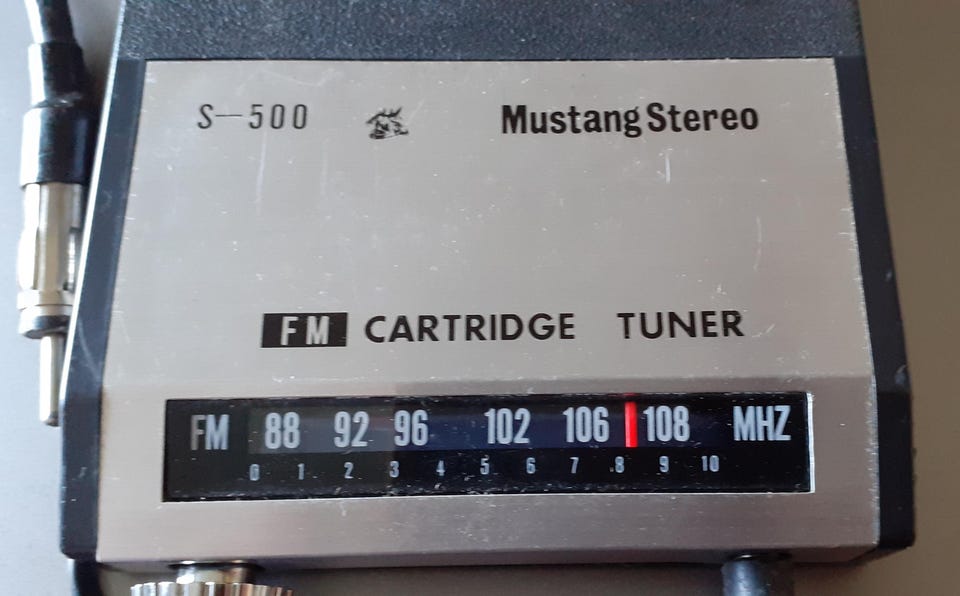 S-500 Mustang Stereo
FM CARTRIDGE TUNER
FM 88 92 96 102 106 108 MHZ
0 1 2 3 4 5 6 7 8 9 10